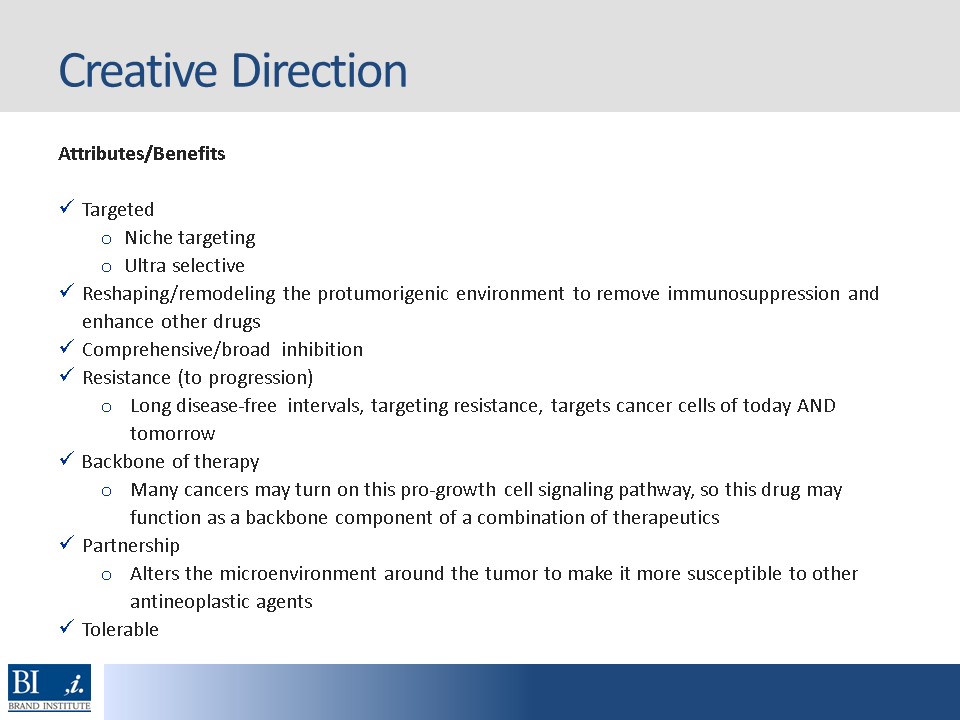 Creative Direction
Attributes/Benefits
✓ Targeted
o Niche targeting
o Ultra selective
✓ Reshaping/remodeling the protumorigenic environment to remove immunosuppression and
enhance other drugs
✓ Comprehensive/broad inhibition
✓ Resistance (to progression)
o Long disease-free intervals, targeting resistance, targets cancer cells of today AND
tomorrow
✓ Backbone of therapy
o Many cancers may turn on this pro-growth cell signaling pathway, so this drug may
function as a backbone component of a combination of therapeutics
✓ Partnership
o Alters the microenvironment around the tumor to make it more susceptible to other
antineoplastic agents
✓ Tolerable
BI ,i.
BRAND INSTITUTE